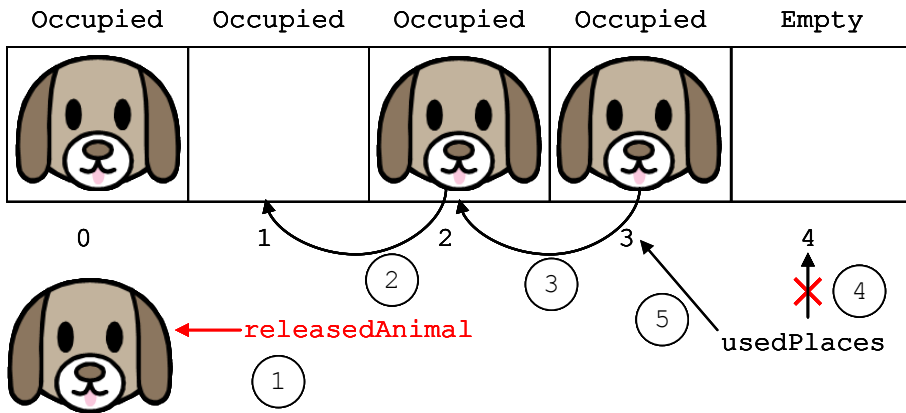 Occupied Occupied Occupied Occupied Empty
0 1 2 3 4
2 3 4
5
releasedAnimal
usedPlaces
1